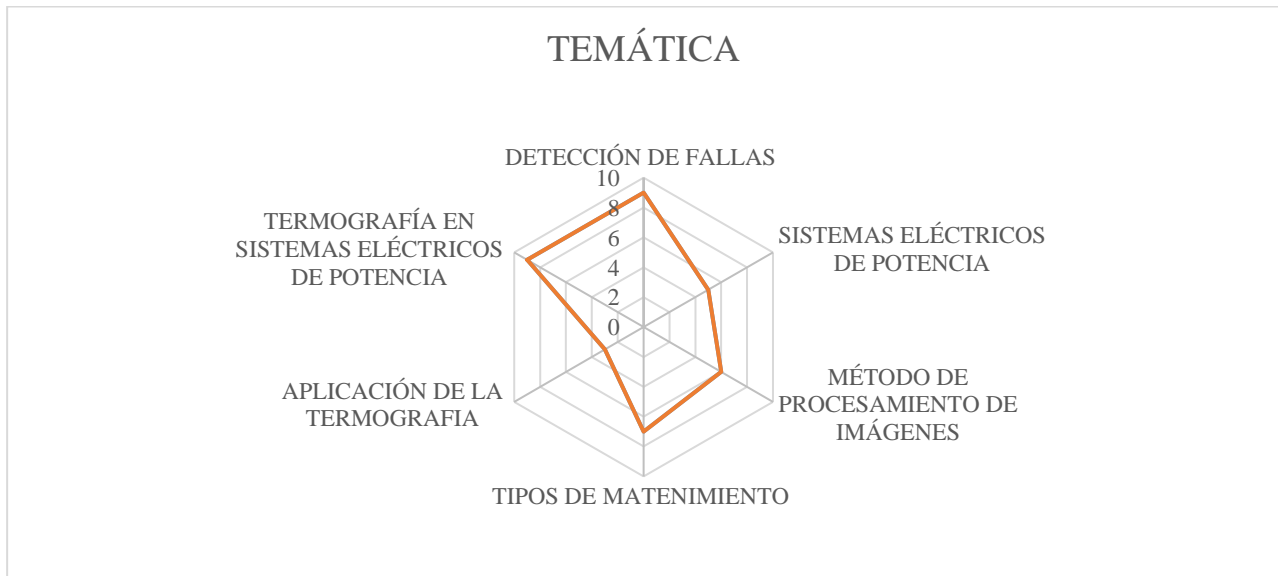 TEMÁTICA
DETECCIÓN DE FALLAS
10
8
6
4
2
0
SISTEMAS ELÉCTRICOS
DE POTENCIA
MÉTODO DE
PROCESAMIENTO DE
IMÁGENES
TIPOS DE MATENIMIENTO
APLICACIÓN DE LA
TERMOGRAFIA
TERMOGRAFÍA EN
SISTEMAS ELÉCTRICOS
DE POTENCIA